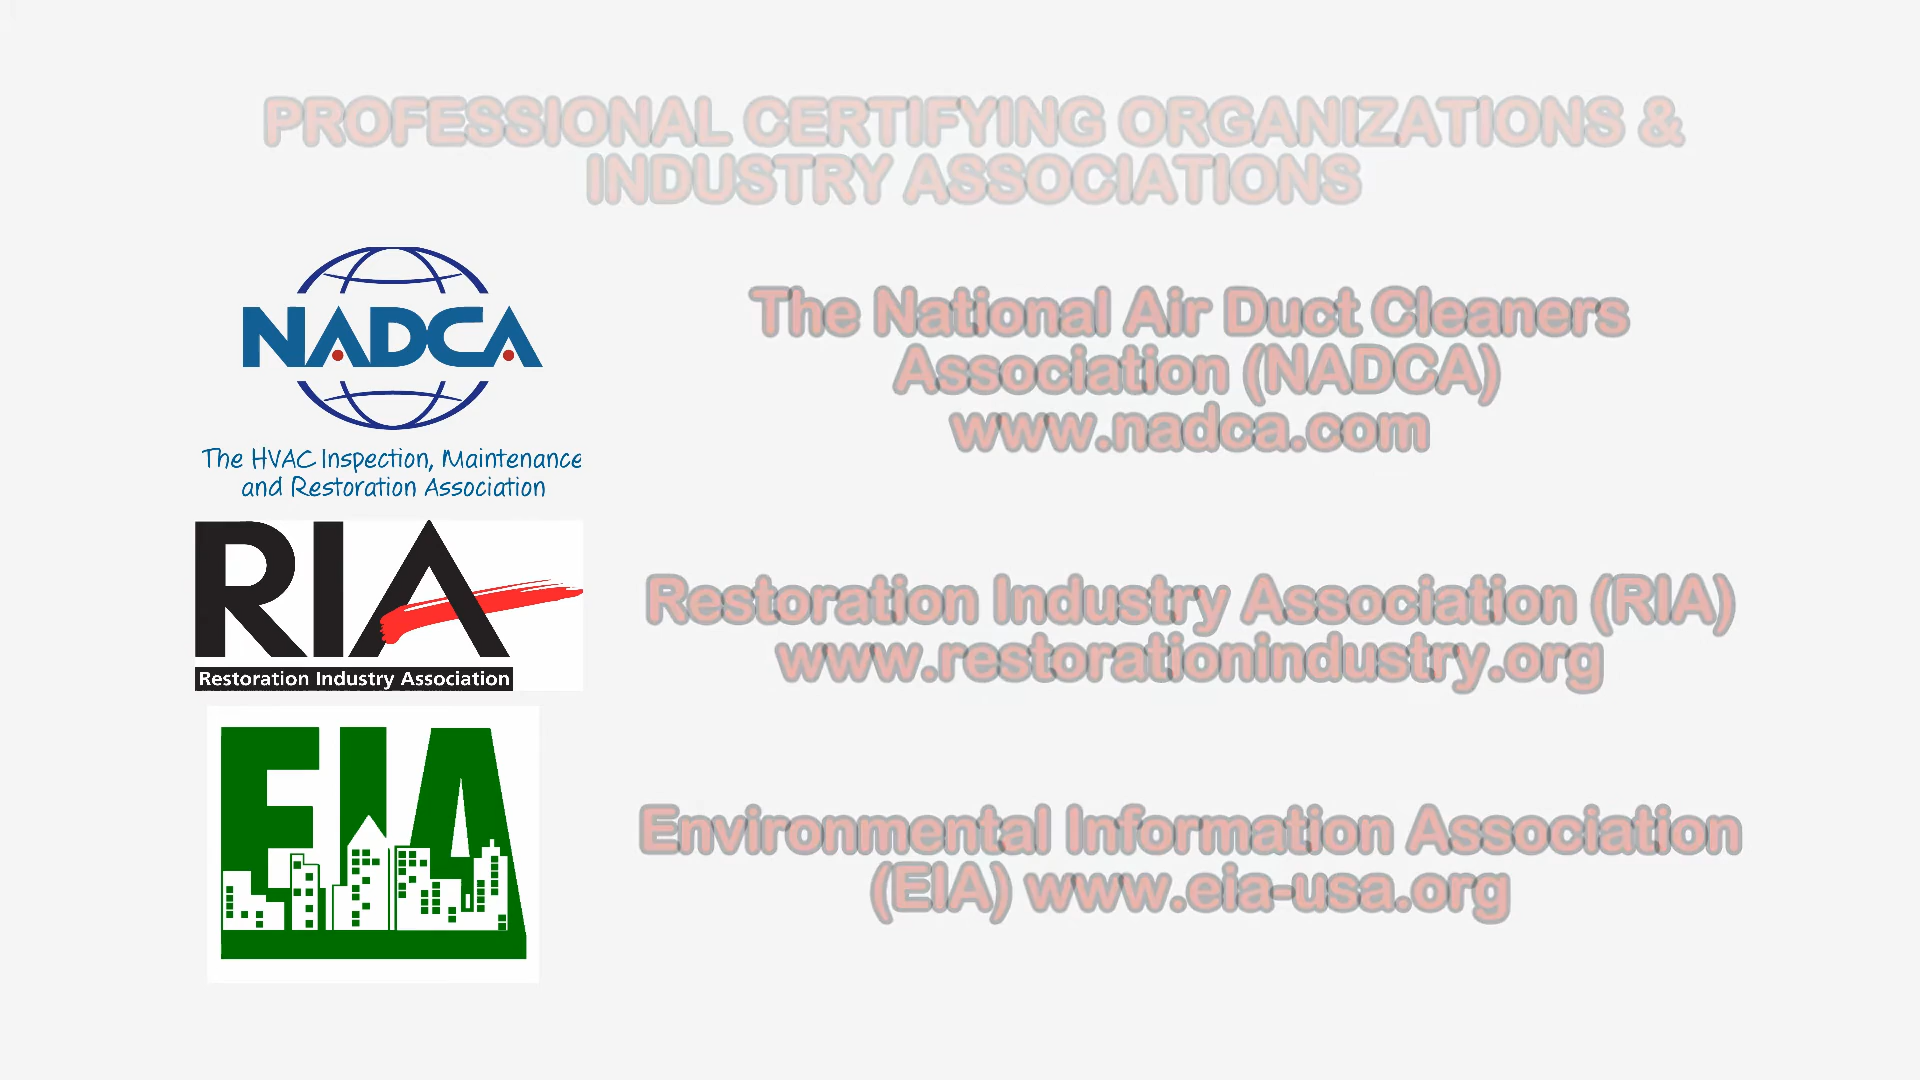 PROFESSIONAL CERTIFYING ORGANIZATIONS &
INDUSTRY ASSOCIATIONS
NADCA
The HVAC Inspection, Maintenance
and Restoration Association
The National Air Duct Cleaners
Association (NADCA)
www.nadca.com
RIA
Restoration Industry Association
Restoration Industry Association (RIA)
www.restorationindustry.org
EIA
Environmental Information Association
(EIA) www.eia-usa.org